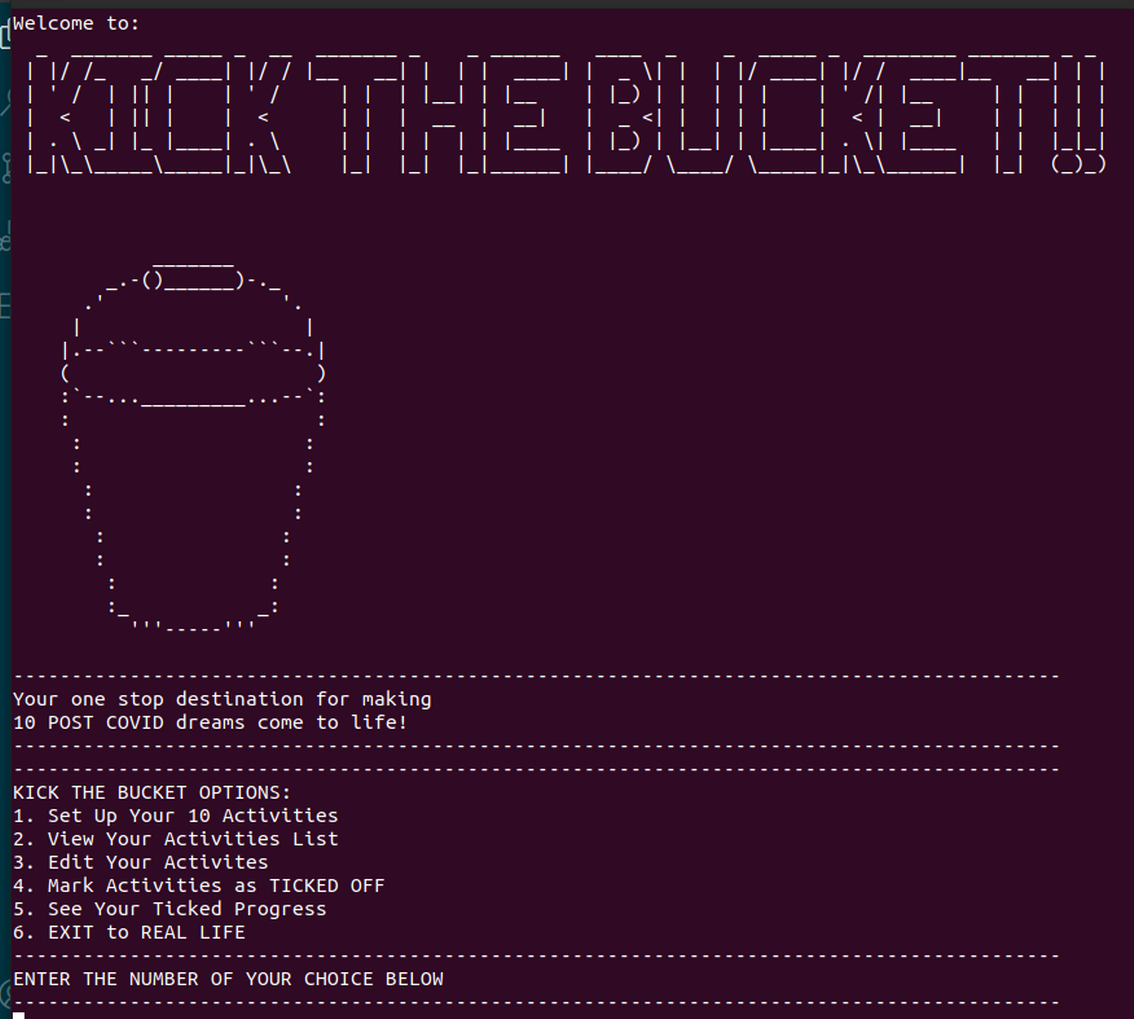 Welcome to:
KICK THE BUCKET!!
Your one stop destination for making
10 POST COVID dreams come to life!
KICK THE BUCKET OPTIONS:
1. Set Up Your 10 Activities
2. View Your Activities List
3. Edit Your Activites
4. Mark Activities as TICKED OFF
5. See Your Ticked Progress
6. EXIT to REAL LIFE
ENTER THE NUMBER OF YOUR CHOICE BELOW